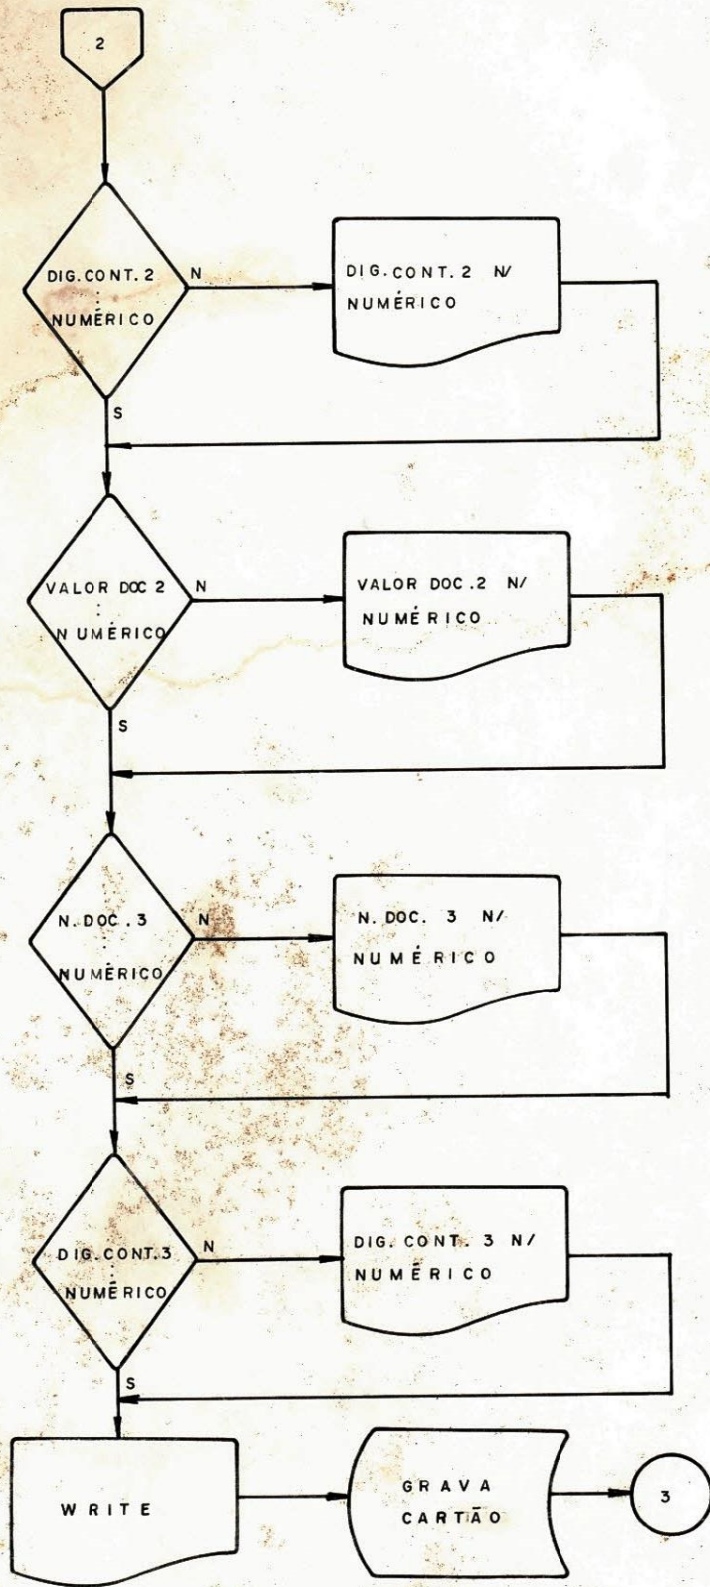 2
DIG.CONT.2
:
NUMÉRICO
N
DIG.CONT.2 N/
NUMÉRICO
S
VALOR DOC 2
:
NUMÉRICO
N
VALOR DOC.2 N/
NUMÉRICO
S
N.DOC.3
:
NUMÉRICO
N
N.DOC. 3 N/
NUMÉRICO
S
DIG.CONT.3
:
NUMÉRICO
N
DIG. CONT. 3 N/
NUMÉRICO
S
WRITE
GRAVA
CARTÃO
3